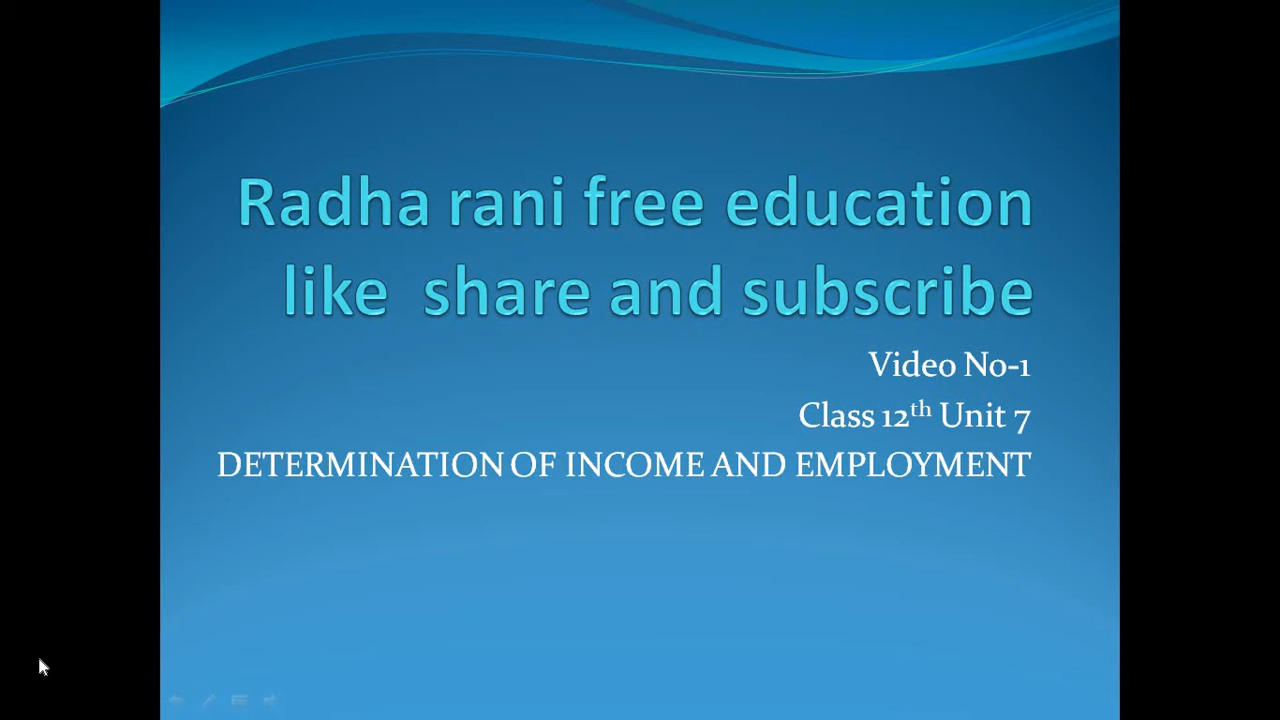 Radha rani free education
like  share and subscribe
Video No-1
Class 12th Unit 7
DETERMINATION OF INCOME AND EMPLOYMENT